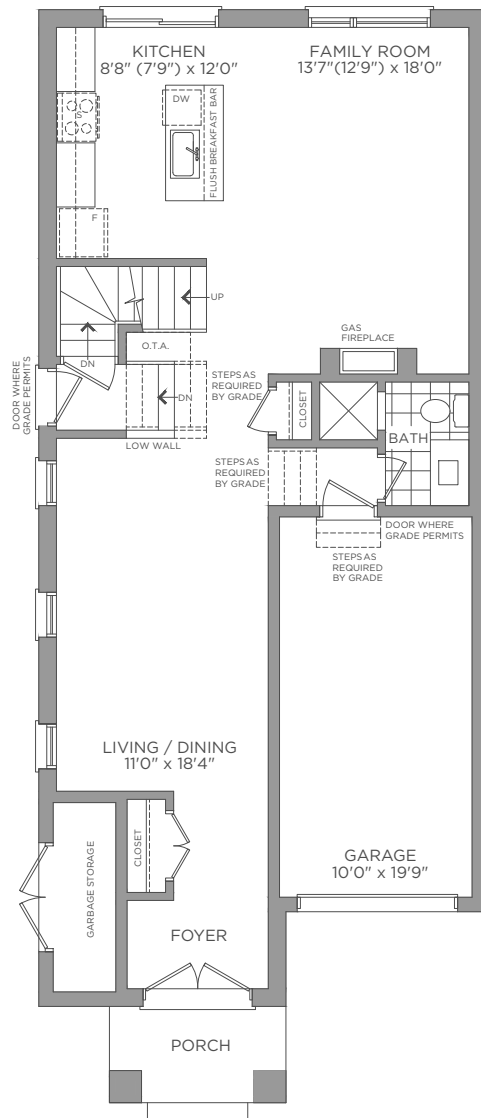 KITCHEN
8'8" (7'9") x 12'0"
FAMILY ROOM
13'7"(12'9") x 18'0"
DW
S
FLUSH BREAKFAST BAR
F
UP
O.T.A.
DN
GAS
FIREPLACE
DOOR WHERE
GRADE PERMITS
DN
STEPS AS
REQUIRED
BY GRADE
CLOSET
LOW WALL
BATH
STEPS AS
REQUIRED
BY GRADE
DOOR WHERE
GRADE PERMITS
STEPS AS
REQUIRED
BY GRADE
LIVING / DINING
11'0" x 18'4"
CLOSET
GARBAGE STORAGE
GARAGE
10'0" x 19'9"
FOYER
PORCH